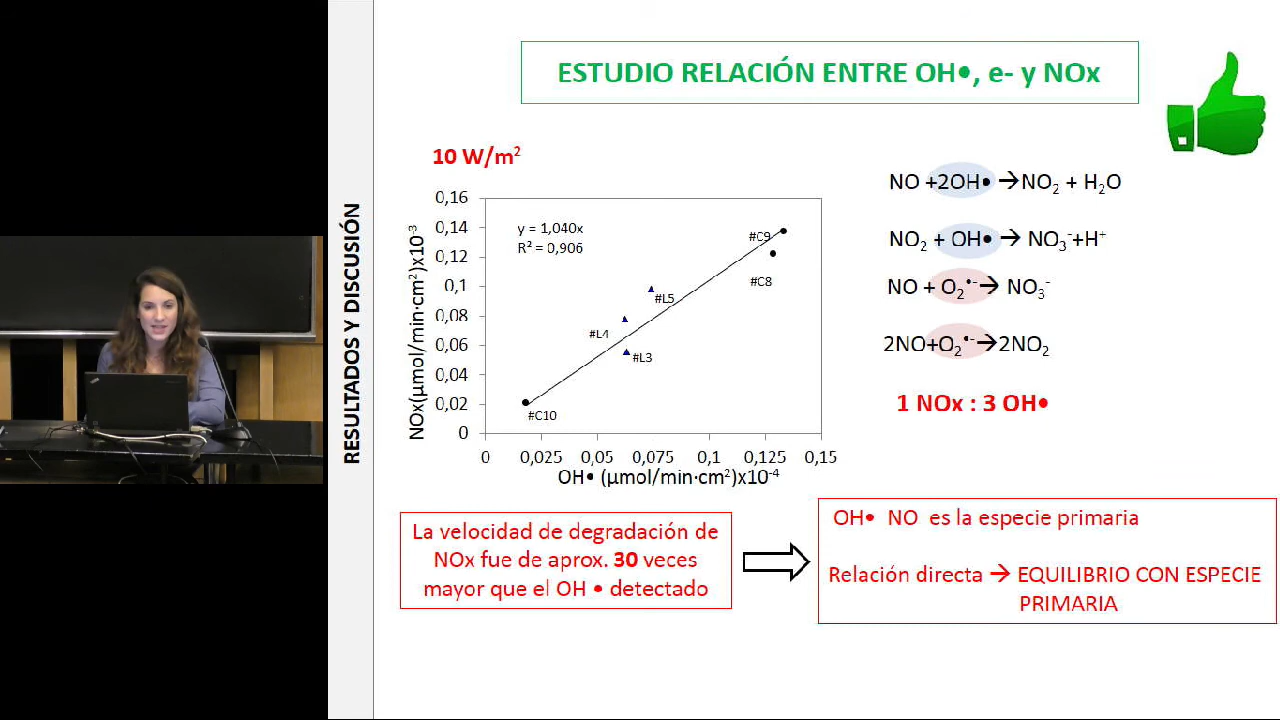 RESULTADOS Y DISCUSIÓN
ESTUDIO RELACIÓN ENTRE OH•, e- y NOx
10 W/m²
NOx(µmol/min·cm²)x10⁻³
0,16
0,14
0,12
0,1
0,08
0,06
0,04
0,02
0
y = 1,040x
R² = 0,906
#C9
#C8
#L5
#L4
#L3
#C10
0 0,025 0,05 0,075 0,1 0,125 0,15
OH• (µmol/min·cm²)x10⁻⁴
NO +2OH• →NO₂ + H₂O
NO₂ + OH• → NO₃⁻+H⁺
NO + O₂•⁻→ NO₃⁻
2NO+O₂•⁻→2NO₂
1 NOx : 3 OH•
La velocidad de degradación de
NOx fue de aprox. 30 veces
mayor que el OH • detectado
OH• NO es la especie primaria
Relación directa → EQUILIBRIO CON ESPECIE
PRIMARIA